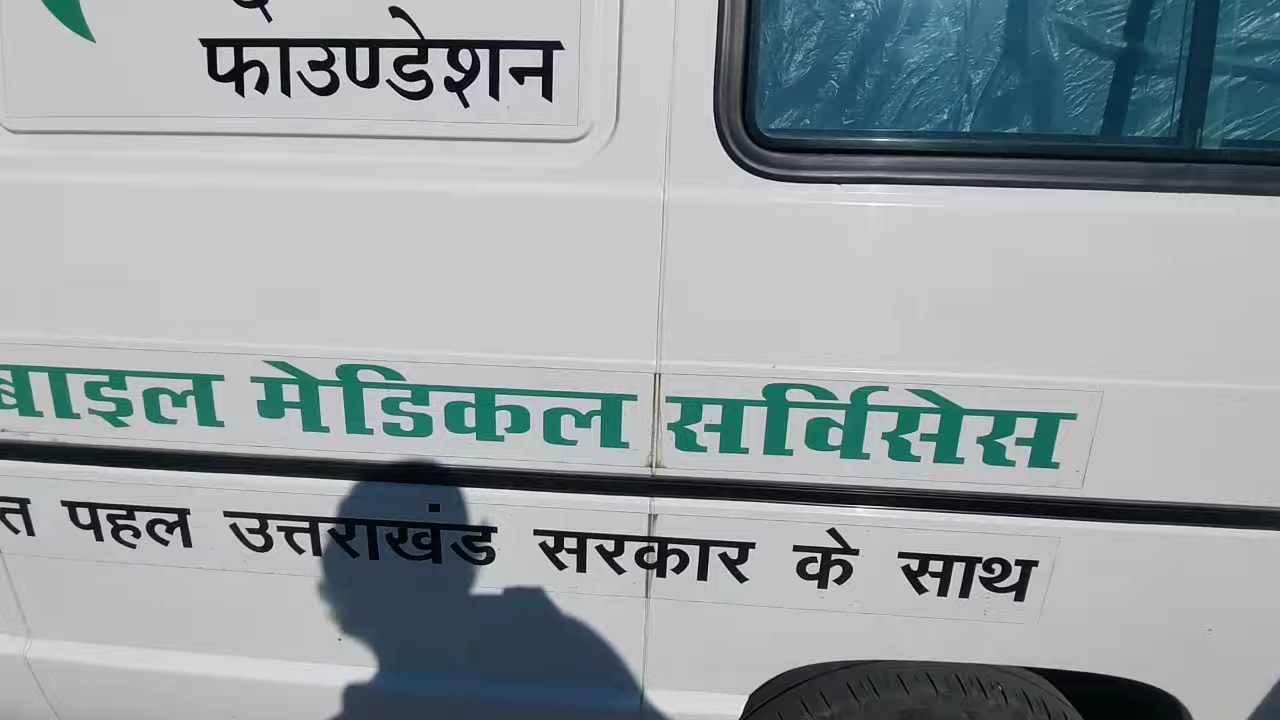 फाउण्डेशन
बाइल मेडिकल सर्विसेस
त पहल उत्तराखंड सरकार के साथ